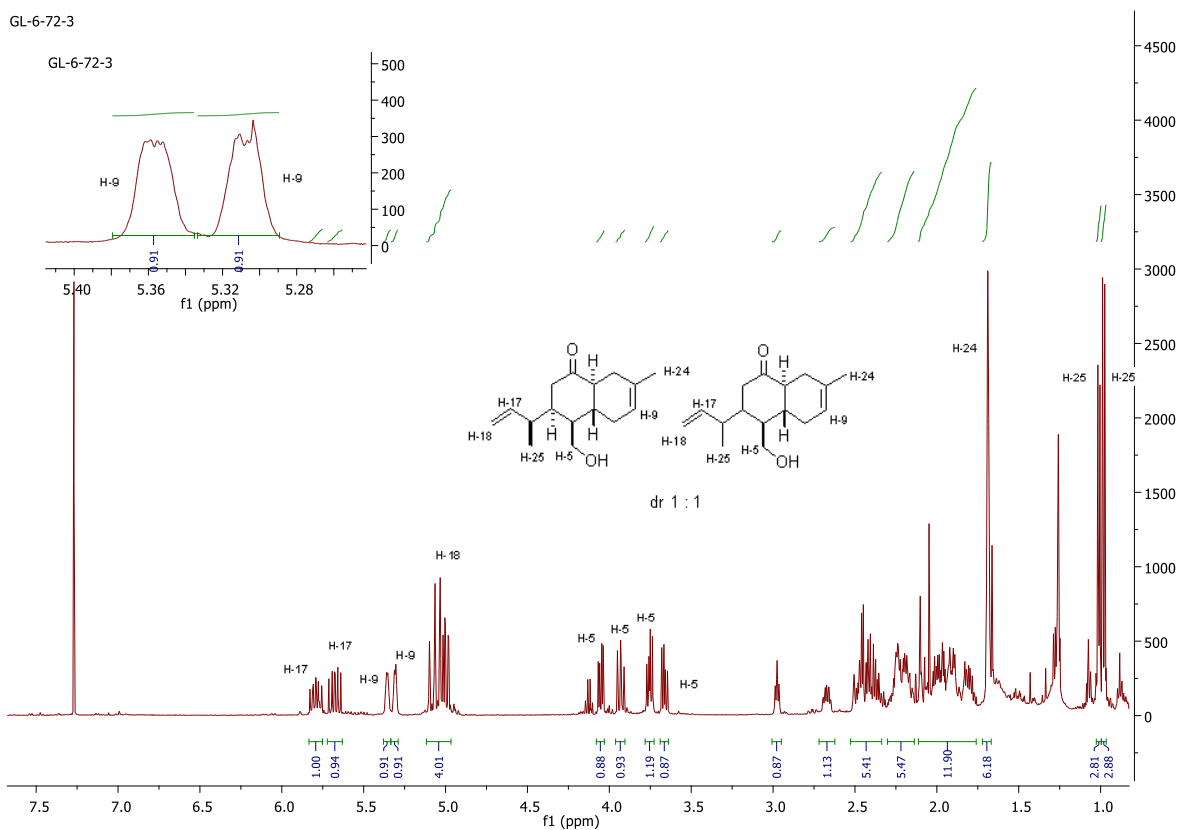 GL-6-72-3
GL-6-72-3
500
400
300
200
100
0
H-9
H-9
0.91
0.91
5.40
5.36
5.32
5.28
f1 (ppm)
4500
4000
3500
3000
2500
2000
1500
1000
500
0
O
H
H-24
H-17
H-18
H
H
H-9
H-25
H-5
OH
O
H
H-24
H-17
H-18
H
H-9
H-25
H-5
OH
dr 1 : 1
H-24
H-25
H-25
H-18
H-17
H-17
H-9
H-9
H-5
H-5
H-5
H-5
1.00
0.94
0.91
0.91
4.01
0.88
0.93
1.19
0.87
0.87
1.13
5.41
5.47
11.90
6.18
2.81
2.88
7.5
7.0
6.5
6.0
5.5
5.0
4.5
4.0
3.5
3.0
2.5
2.0
1.5
1.0
f1 (ppm)